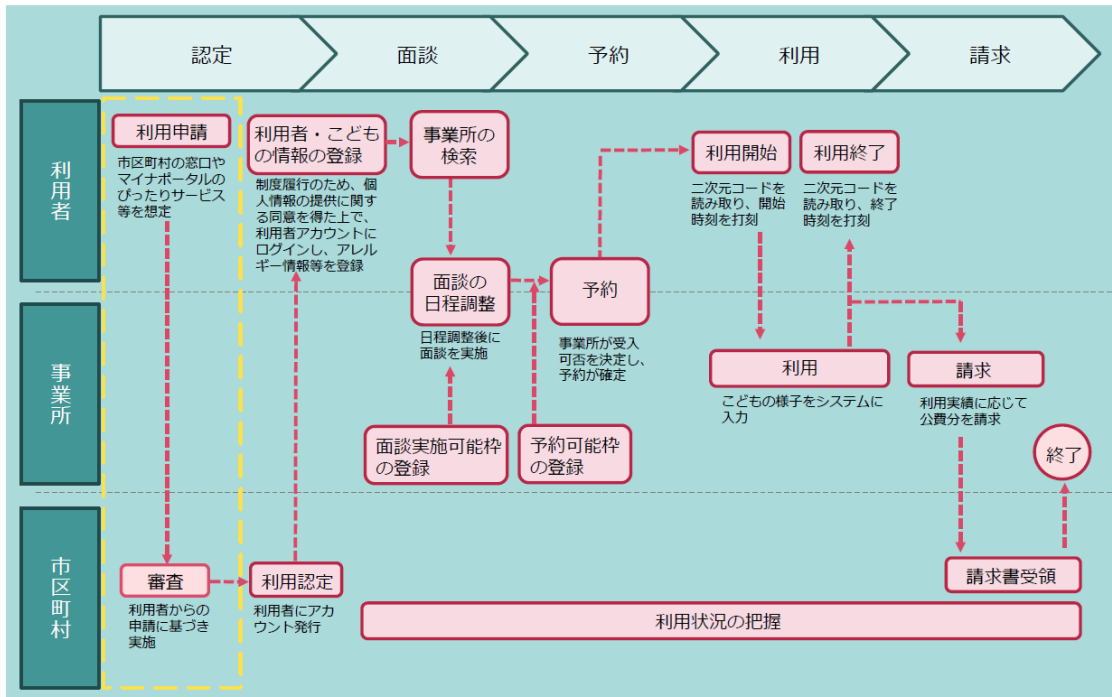 認定
面談
予約
利用
請求
利用者
利用申請
市区町村の窓口や
マイナポータルの
ぴったりサービス
等を想定
利用者・こども
の情報の登録
制度履行のため、個
人情報の提供に関
する同意を得た上で、
利用者アカウントに
ログインし、アレル
ギー情報等を登録
事業所の
検索
面談の
日程調整
日程調整後に
面談を実施
予約
事業所が受入
可否を決定し、
予約が確定
利用開始
二次元コードを
読み取り、開始
時刻を打刻
利用終了
二次元コードを
読み取り、終了
時刻を打刻
事業所
面談実施可能枠
の登録
予約可能枠
の登録
利用
こどもの様子をシステムに
入力
請求
利用実績に応じて
公費分を請求
終了
市区町村
審査
利用者からの
申請に基づき
実施
利用認定
利用者にアカ
ウント発行
請求書受領
利用状況の把握